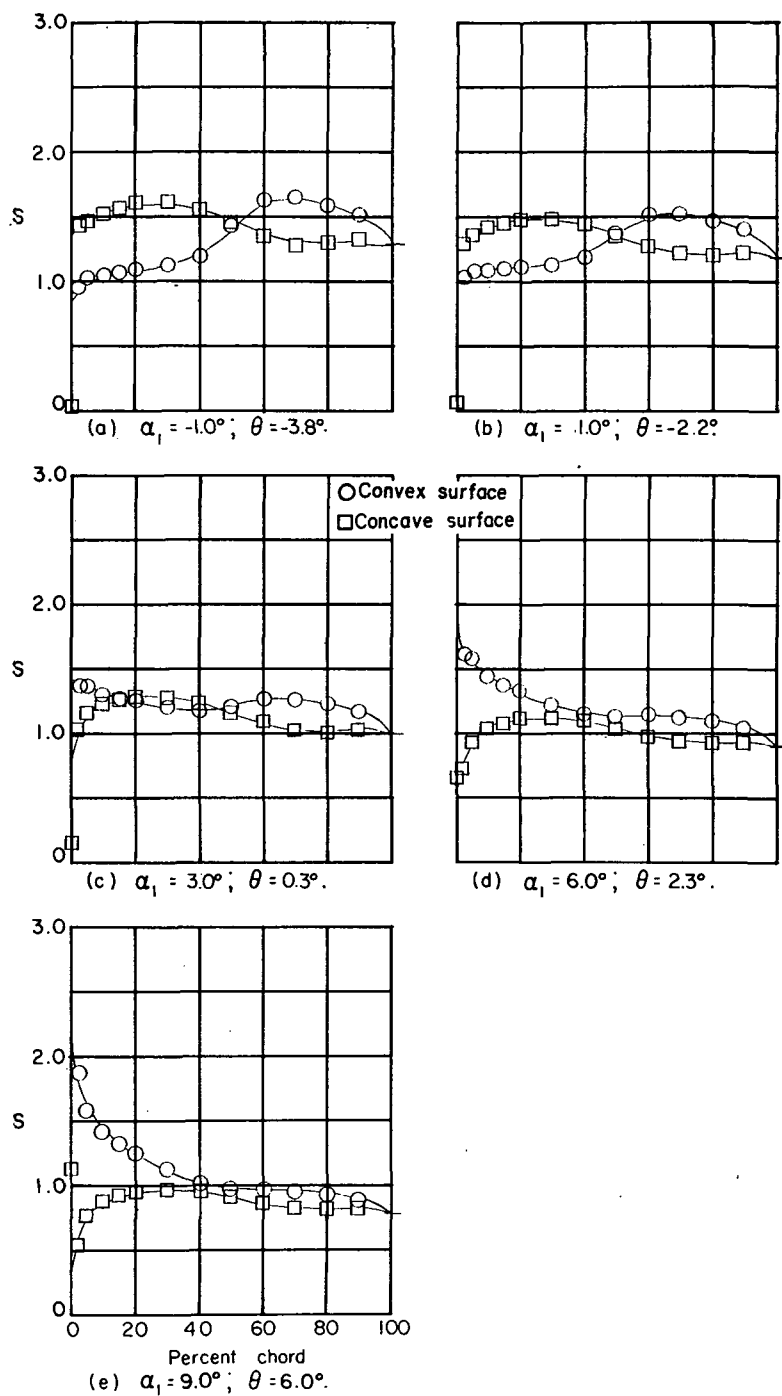 3.0
2.0
S
1.0
0
(a) α₁ = -1.0°; θ = -3.8°.
(b) α₁ = 1.0°; θ = -2.2°.
3.0
○ Convex surface
□ Concave surface
2.0
S
1.0
0
(c) α₁ = 3.0°; θ = 0.3°.
(d) α₁ = 6.0°; θ = 2.3°.
3.0
2.0
S
1.0
0
0 20 40 60 80 100
Percent chord
(e) α₁ = 9.0°; θ = 6.0°.